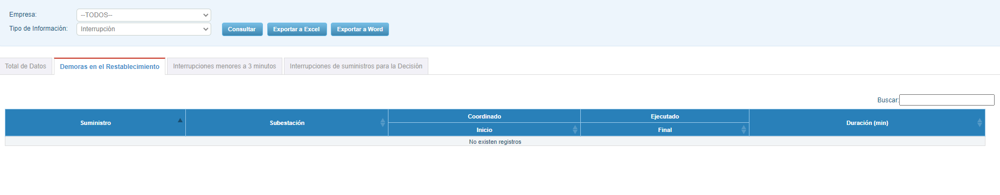 Empresa:
--TODOS--
Tipo de Información:
Interrupción
Consultar
Exportar a Excel
Exportar a Word
Total de Datos
Demoras en el Restablecimiento
Interrupciones menores a 3 minutos
Interrupciones de suministros para la Decisión
Buscar:
Suministro
Subestación
Coordinado
Ejecutado
Duración (min)
Inicio
Final
No existen registros